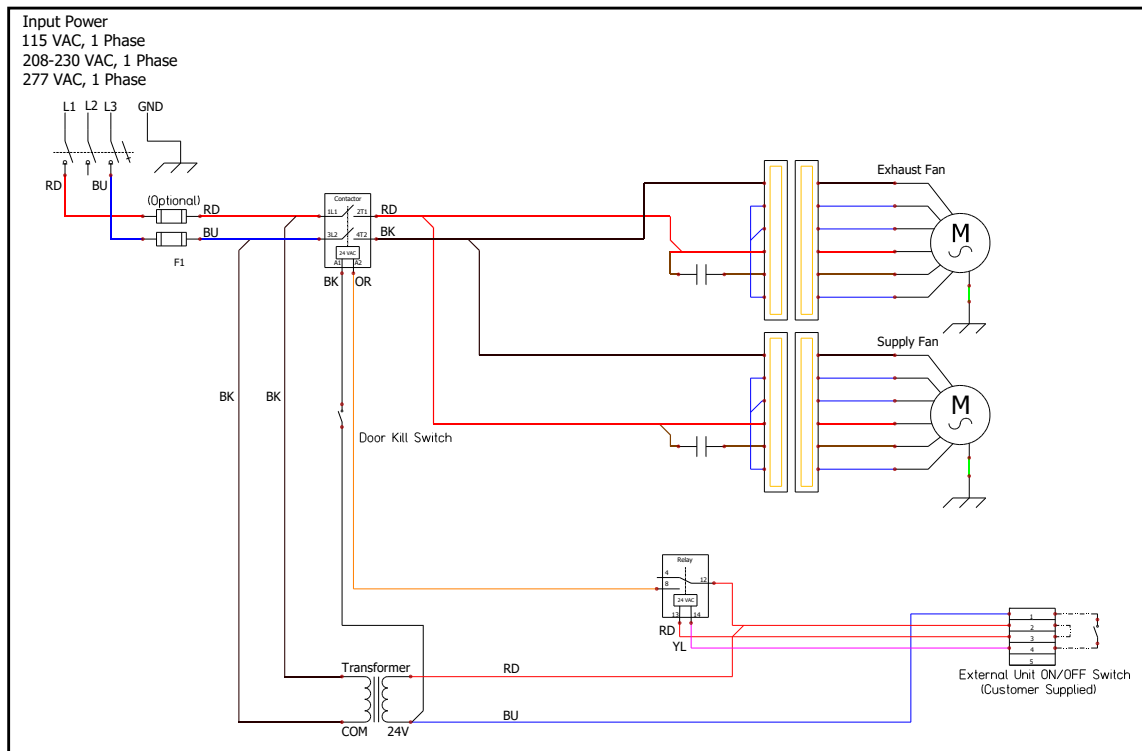 Input Power
115 VAC, 1 Phase
208-230 VAC, 1 Phase
277 VAC, 1 Phase
L1 L2 L3 GND
RD BU
(Optional)
RD
BU
F1
Contactor
1L1 2T1
3L2 4T2
24 VAC
A1 A2
RD
BK
BK OR
Exhaust Fan
M
Supply Fan
M
BK BK
Door Kill Switch
Relay
4
8
12
24 VAC
13 14
RD
YL
1
2
3
4
5
External Unit ON/OFF Switch
(Customer Supplied)
Transformer
RD
BU
COM 24V